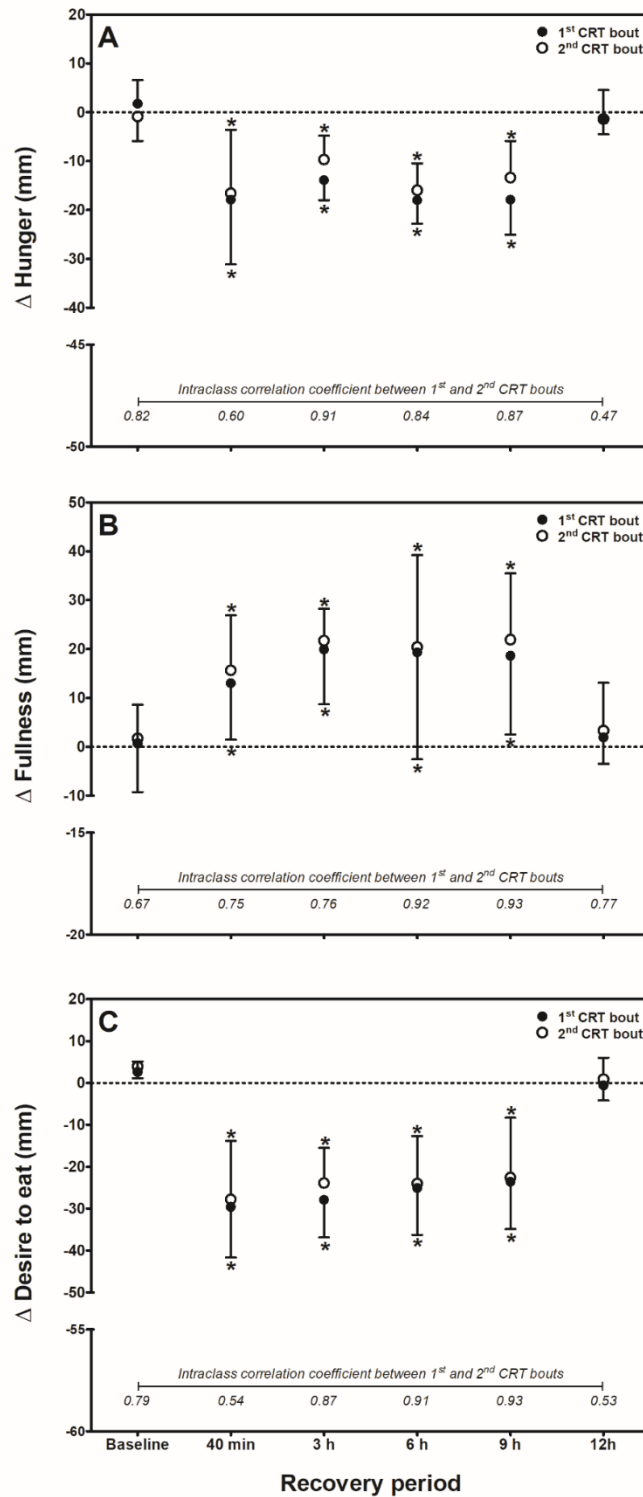 A
1st CRT bout
2nd CRT bout
Δ Hunger (mm)
20
10
0
-10
-20
-30
-40
-45
-50
* * * *
* * * *
Intraclass correlation coefficient between 1st and 2nd CRT bouts
0.82 0.60 0.91 0.84 0.87 0.47
B
1st CRT bout
2nd CRT bout
Δ Fullness (mm)
50
40
30
20
10
0
-10
-15
-20
* * * *
* * * *
Intraclass correlation coefficient between 1st and 2nd CRT bouts
0.67 0.75 0.76 0.92 0.93 0.77
C
1st CRT bout
2nd CRT bout
Δ Desire to eat (mm)
20
10
0
-10
-20
-30
-40
-50
-55
-60
* * * *
* * * *
Intraclass correlation coefficient between 1st and 2nd CRT bouts
0.79 0.54 0.87 0.91 0.93 0.53
Baseline 40 min 3 h 6 h 9 h 12h
Recovery period